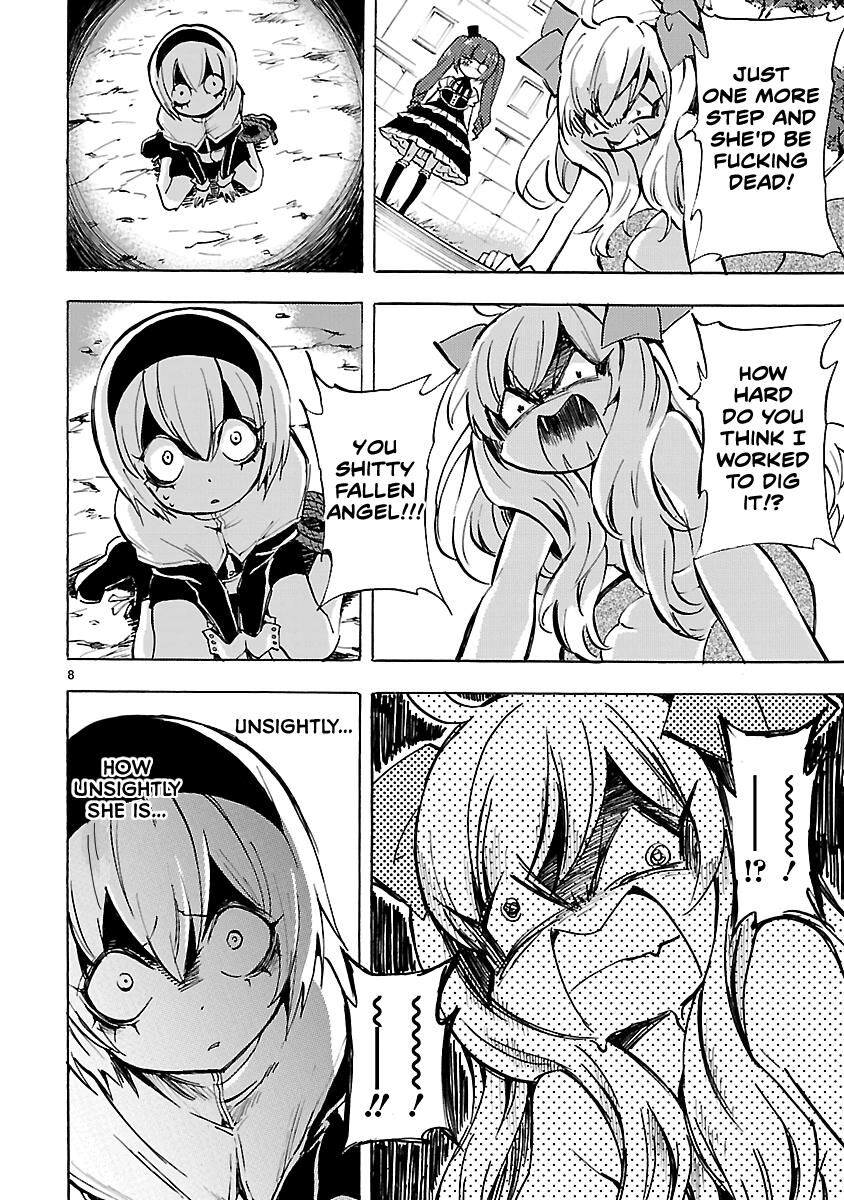 JUST
ONE MORE
STEP AND
SHE'D BE
FUCKING
DEAD!
HOW
HARD
DO YOU
THINK I
WORKED
TO DIG
IT!?
YOU
SHITTY
FALLEN
ANGEL!!!
8
!
!?
!
!!
UNSIGHTLY...
HOW
UNSIGHTLY
SHE IS...